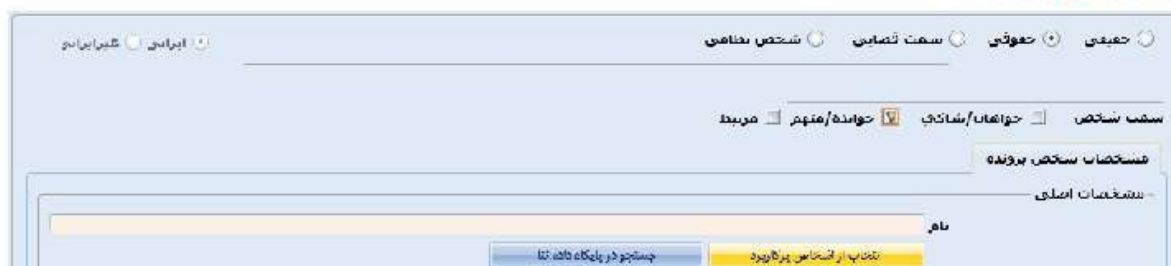 حقیقی حقوقی سمت قضایی شخص نظامی ایرانی غیرایرانی
سمت شخص خواهان/شاکی خوانده/متهم مرتبط
مشخصات شخص پرونده
مشخصات اصلی
نام
انتخاب از اشخاص پرکاربرد جستجو در پایگاه داده ثنا